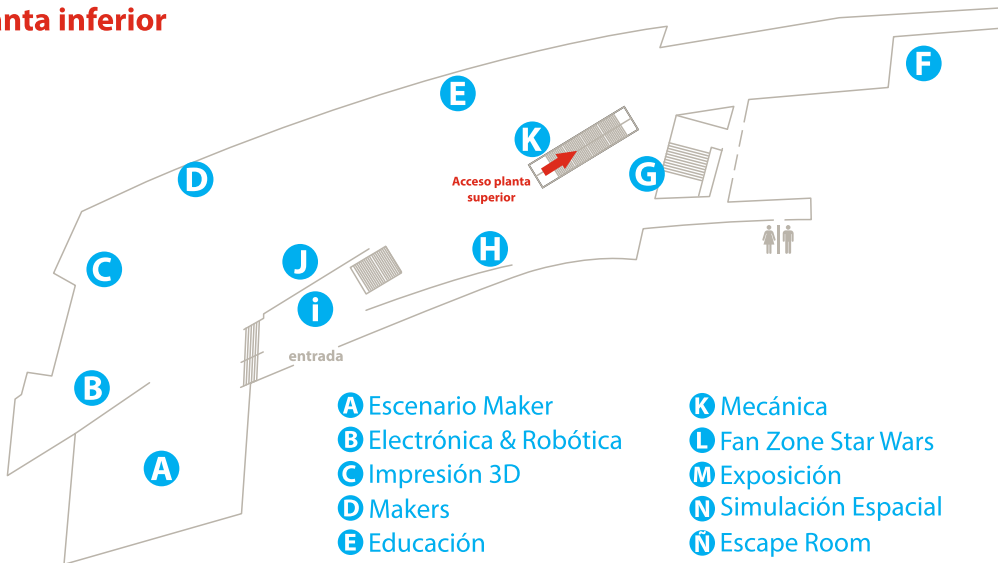 anta inferior
F
E
K
D
G
Acceso planta
superior
H
J
C
i
entrada
B
A
A Escenario Maker
B Electrónica & Robótica
C Impresión 3D
D Makers
E Educación
K Mecánica
L Fan Zone Star Wars
M Exposición
N Simulación Espacial
Ñ Escape Room